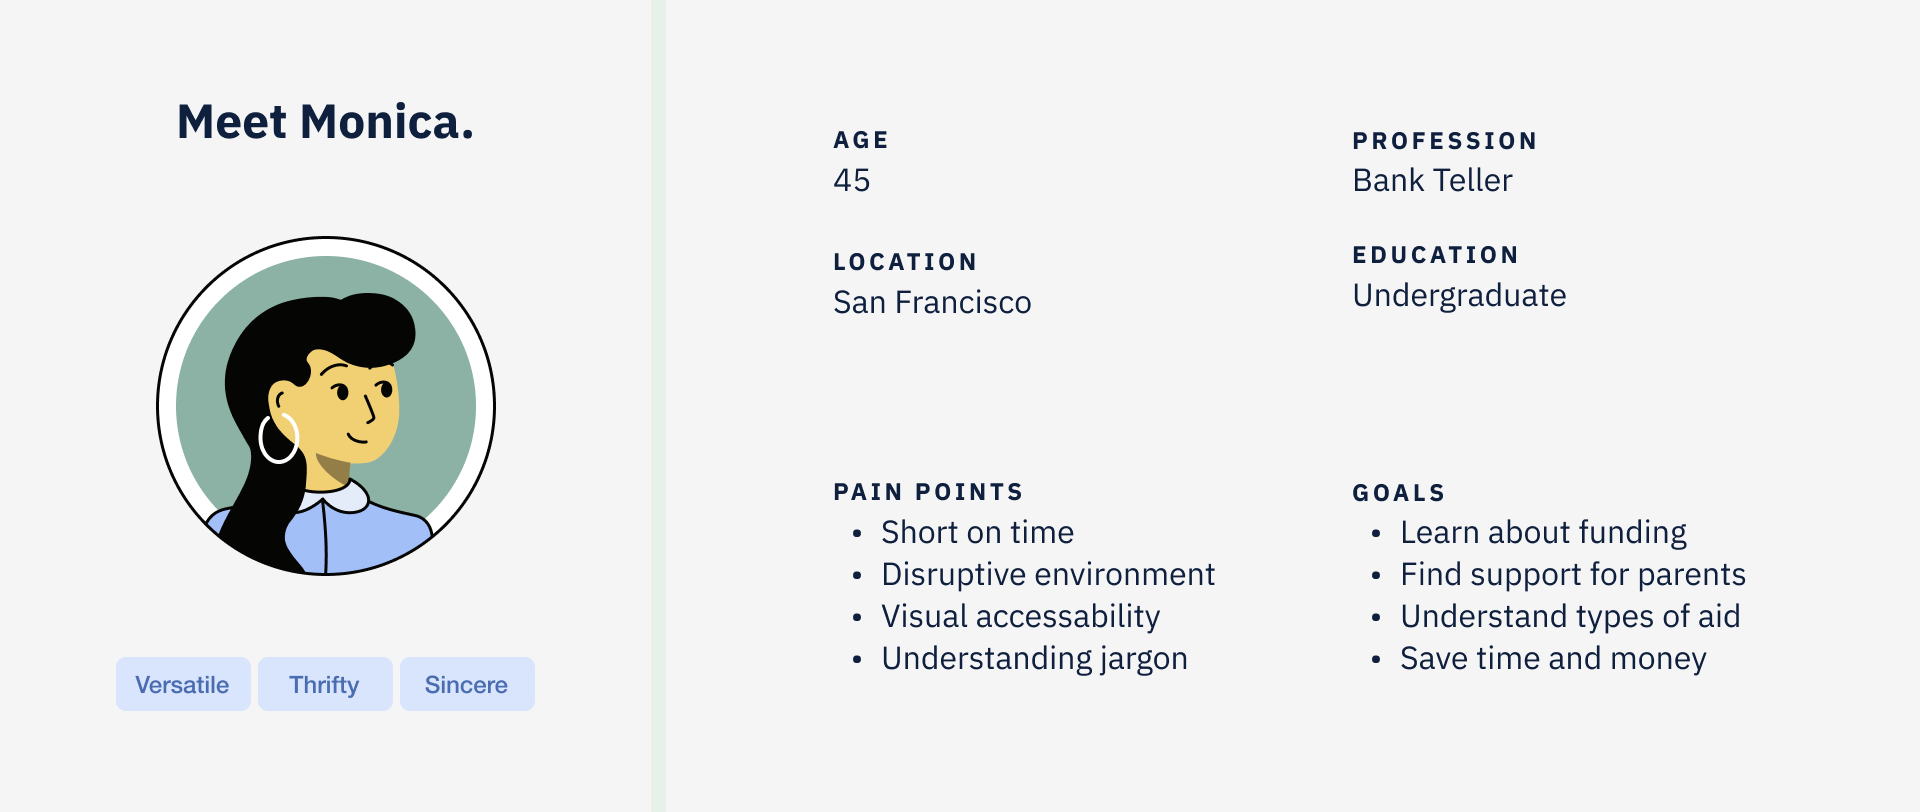 Meet Monica.
Versatile
Thrifty
Sincere
AGE
45
LOCATION
San Francisco
PROFESSION
Bank Teller
EDUCATION
Undergraduate
PAIN POINTS
• Short on time
• Disruptive environment
• Visual accessability
• Understanding jargon
GOALS
• Learn about funding
• Find support for parents
• Understand types of aid
• Save time and money